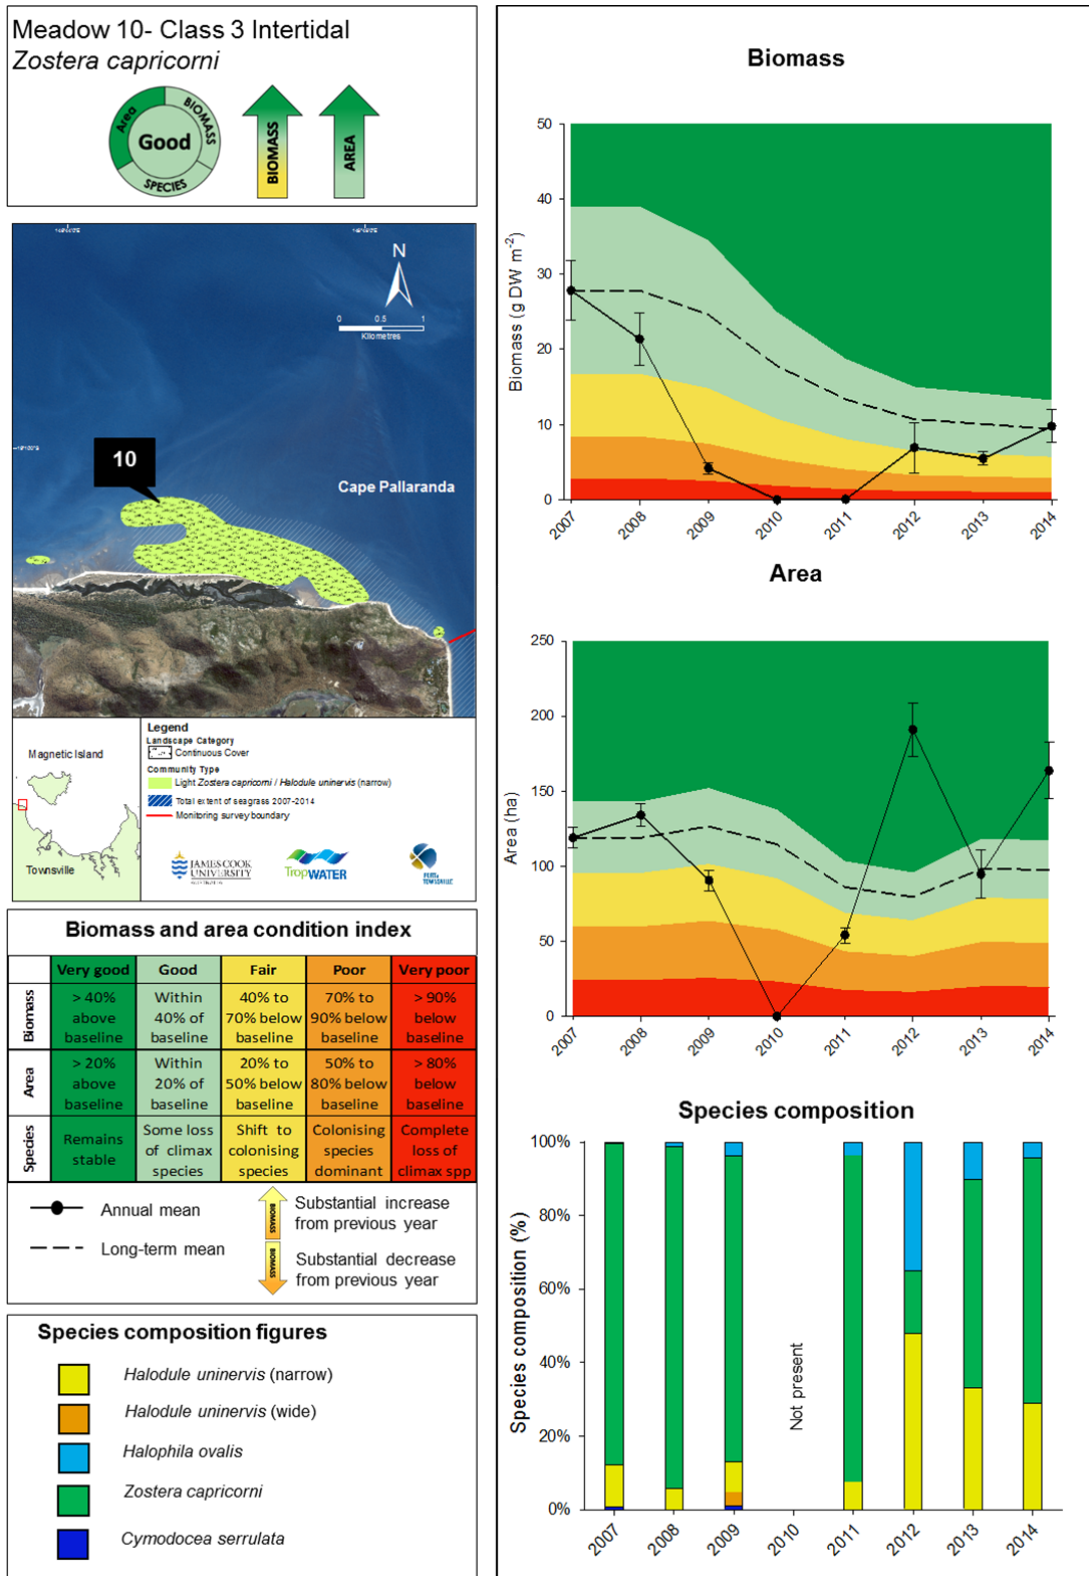 Meadow 10- Class 3 Intertidal
Zostera capricorni
Area
BIOMASS
Good
SPECIES
BIOMASS
AREA
N
0 0.5 1
Kilometres
10
Cape Pallaranda
Magnetic Island
Townsville
Legend
Landscape Category
Continuous Cover
Community Type
Light Zostera capricorni / Halodule uninervis (narrow)
Total extent of seagrass 2007-2014
Monitoring survey boundary
JAMES COOK
UNIVERSITY
TropWATER
TOWNSVILLE
Biomass and area condition index
Very good Good Fair Poor Very poor
Biomass
> 40% above baseline
Within 40% of baseline
40% to 70% below baseline
70% to 90% below baseline
> 90% below baseline
Area
> 20% above baseline
Within 20% of baseline
20% to 50% below baseline
50% to 80% below baseline
> 80% below baseline
Species
Remains stable
Some loss of climax species
Shift to colonising species
Colonising species dominant
Complete loss of climax spp
Annual mean
Long-term mean
BIOMASS
Substantial increase
from previous year
BIOMASS
Substantial decrease
from previous year
Species composition figures
Halodule uninervis (narrow)
Halodule uninervis (wide)
Halophila ovalis
Zostera capricorni
Cymodocea serrulata
Biomass
Biomass (g DW m-2)
50
40
30
20
10
0
2007 2008 2009 2010 2011 2012 2013 2014
Area
Area (ha)
250
200
150
100
50
0
2007 2008 2009 2010 2011 2012 2013 2014
Species composition
Species composition (%)
100%
80%
60%
40%
20%
0%
Not present
2007 2008 2009 2010 2011 2012 2013 2014